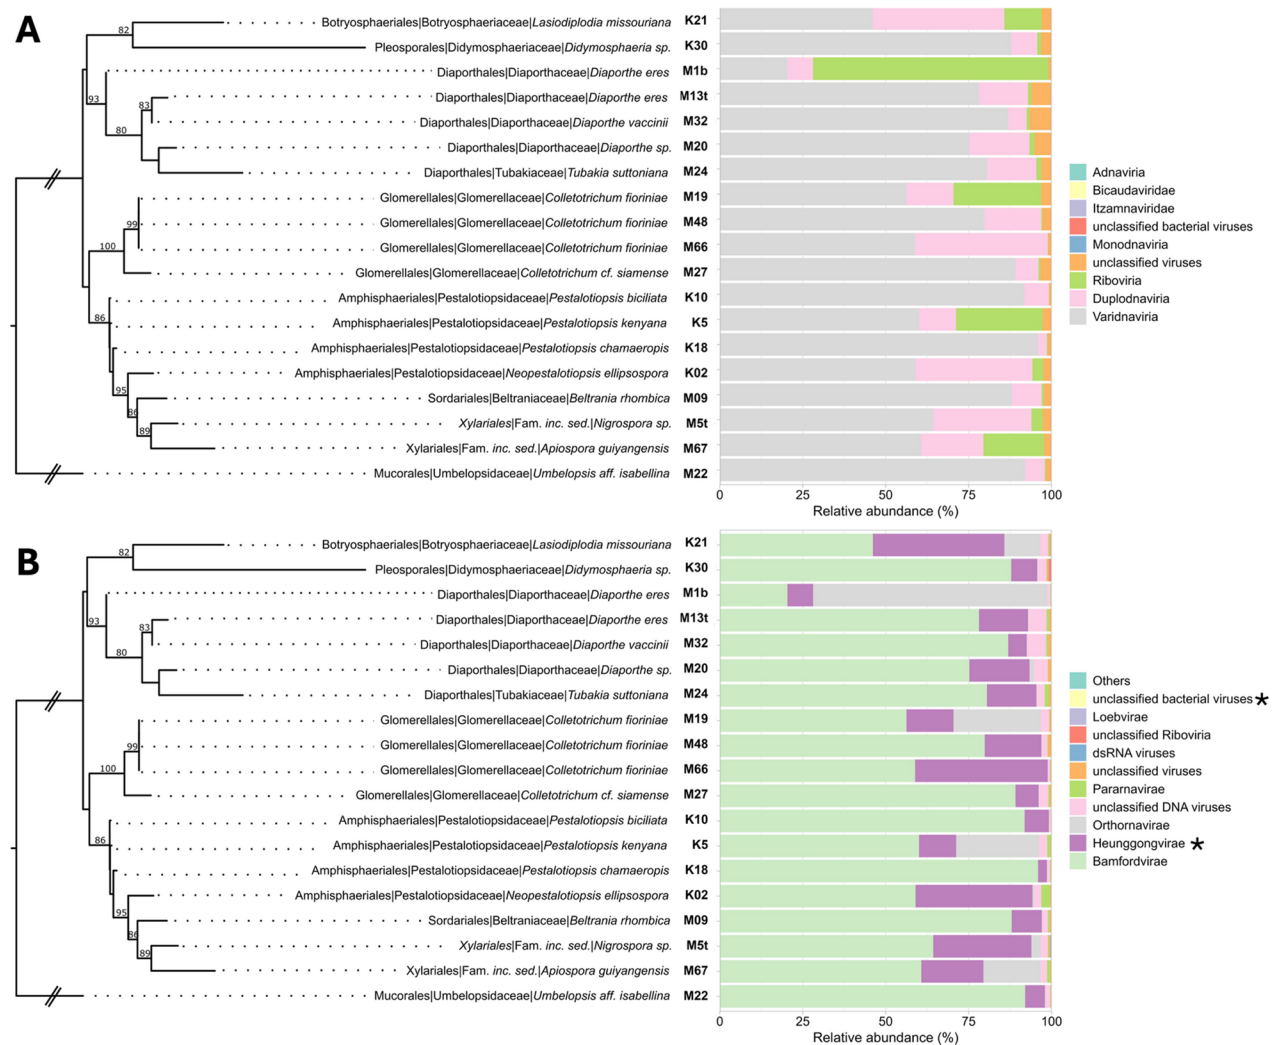 A
Botryosphaeriales|Botryosphaeriaceae|Lasiodiplodia missouriana K21
82
Pleosporales|Didymosphaeriaceae|Didymosphaeria sp. K30
Diaporthales|Diaporthaceae|Diaporthe eres M1b
93
Diaporthales|Diaporthaceae|Diaporthe eres M13t
83
Diaporthales|Diaporthaceae|Diaporthe vaccinii M32
80
Diaporthales|Diaporthaceae|Diaporthe sp. M20
Diaporthales|Tubakiaceae|Tubakia suttoniana M24
Glomerellales|Glomerellaceae|Colletotrichum fioriniae M19
Glomerellales|Glomerellaceae|Colletotrichum fioriniae M48
99
Glomerellales|Glomerellaceae|Colletotrichum fioriniae M66
100
Glomerellales|Glomerellaceae|Colletotrichum cf. siamense M27
Amphisphaeriales|Pestalotiopsidaceae|Pestalotiopsis biciliata K10
86
Amphisphaeriales|Pestalotiopsidaceae|Pestalotiopsis kenyana K5
Amphisphaeriales|Pestalotiopsidaceae|Pestalotiopsis chamaeropis K18
Amphisphaeriales|Pestalotiopsidaceae|Neopestalotiopsis ellipsospora K02
95
Sordariales|Beltraniaceae|Beltrania rhombica M09
86
Xylariales|Fam. inc. sed.|Nigrospora sp. M5t
89
Xylariales|Fam. inc. sed.|Apiospora guiyangensis M67
Mucorales|Umbelopsidaceae|Umbelopsis aff. isabellina M22
0 25 50 75 100
Relative abundance (%)
Adnaviria
Bicaudaviridae
Itzamnaviridae
unclassified bacterial viruses
Monodnaviria
unclassified viruses
Riboviria
Duplodnaviria
Varidnaviria
B
Botryosphaeriales|Botryosphaeriaceae|Lasiodiplodia missouriana K21
82
Pleosporales|Didymosphaeriaceae|Didymosphaeria sp. K30
Diaporthales|Diaporthaceae|Diaporthe eres M1b
93
Diaporthales|Diaporthaceae|Diaporthe eres M13t
83
Diaporthales|Diaporthaceae|Diaporthe vaccinii M32
80
Diaporthales|Diaporthaceae|Diaporthe sp. M20
Diaporthales|Tubakiaceae|Tubakia suttoniana M24
Glomerellales|Glomerellaceae|Colletotrichum fioriniae M19
Glomerellales|Glomerellaceae|Colletotrichum fioriniae M48
99
Glomerellales|Glomerellaceae|Colletotrichum fioriniae M66
100
Glomerellales|Glomerellaceae|Colletotrichum cf. siamense M27
Amphisphaeriales|Pestalotiopsidaceae|Pestalotiopsis biciliata K10
86
Amphisphaeriales|Pestalotiopsidaceae|Pestalotiopsis kenyana K5
Amphisphaeriales|Pestalotiopsidaceae|Pestalotiopsis chamaeropis K18
Amphisphaeriales|Pestalotiopsidaceae|Neopestalotiopsis ellipsospora K02
95
Sordariales|Beltraniaceae|Beltrania rhombica M09
86
Xylariales|Fam. inc. sed.|Nigrospora sp. M5t
89
Xylariales|Fam. inc. sed.|Apiospora guiyangensis M67
Mucorales|Umbelopsidaceae|Umbelopsis aff. isabellina M22
0 25 50 75 100
Relative abundance (%)
Others
unclassified bacterial viruses *
Loebvirae
unclassified Riboviria
dsRNA viruses
unclassified viruses
Pararnavirae
unclassified DNA viruses
Orthornavirae
Heunggongvirae *
Bamfordvirae